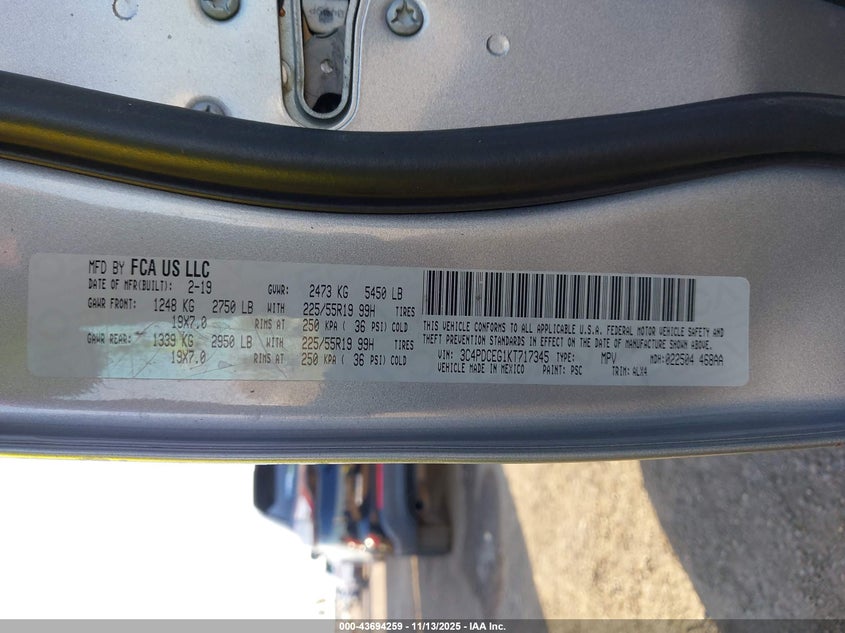 MFD BY FCA US LLC
DATE OF MFR(BUILT): 2-19 GVWR: 2473 KG 5450 LB
GAWR FRONT: 1248 KG 2750 LB WITH 225/55R19 99H TIRES
19X7.0 RIMS AT 250 KPA ( 36 PSI) COLD
GAWR REAR: 1339 KG 2950 LB WITH 225/55R19 99H TIRES
19X7.0 RIMS AT 250 KPA ( 36 PSI) COLD
THIS VEHICLE CONFORMS TO ALL APPLICABLE U.S.A. FEDERAL MOTOR VEHICLE SAFETY AND
THEFT PREVENTION STANDARDS IN EFFECT ON THE DATE OF MANUFACTURE SHOWN ABOVE.
VIN: 3C4PDCEG1KT717345 TYPE: MPV MDH:022504 468AA
VEHICLE MADE IN MEXICO PAINT: PSC TRIM: ALX4
000-43694259 - 11/13/2025 - IAA Inc.